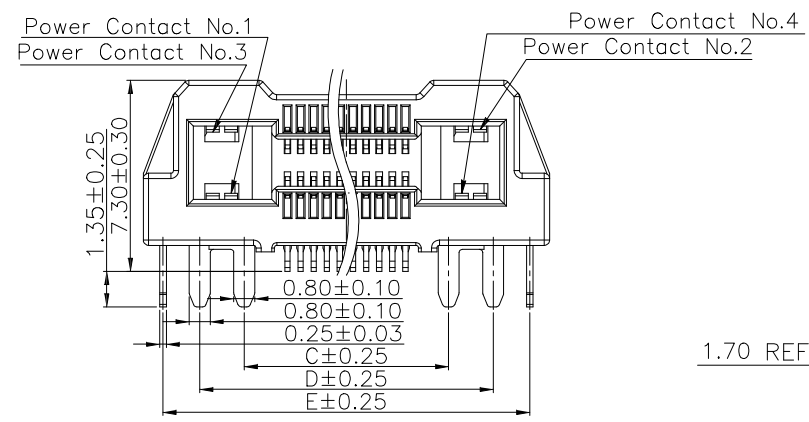 Power Contact No.1
Power Contact No.3
Power Contact No.4
Power Contact No.2
1.35±0.25
7.30±0.30
0.80±0.10
0.80±0.10
0.25±0.03
C±0.25
D±0.25
E±0.25
1.70 REF